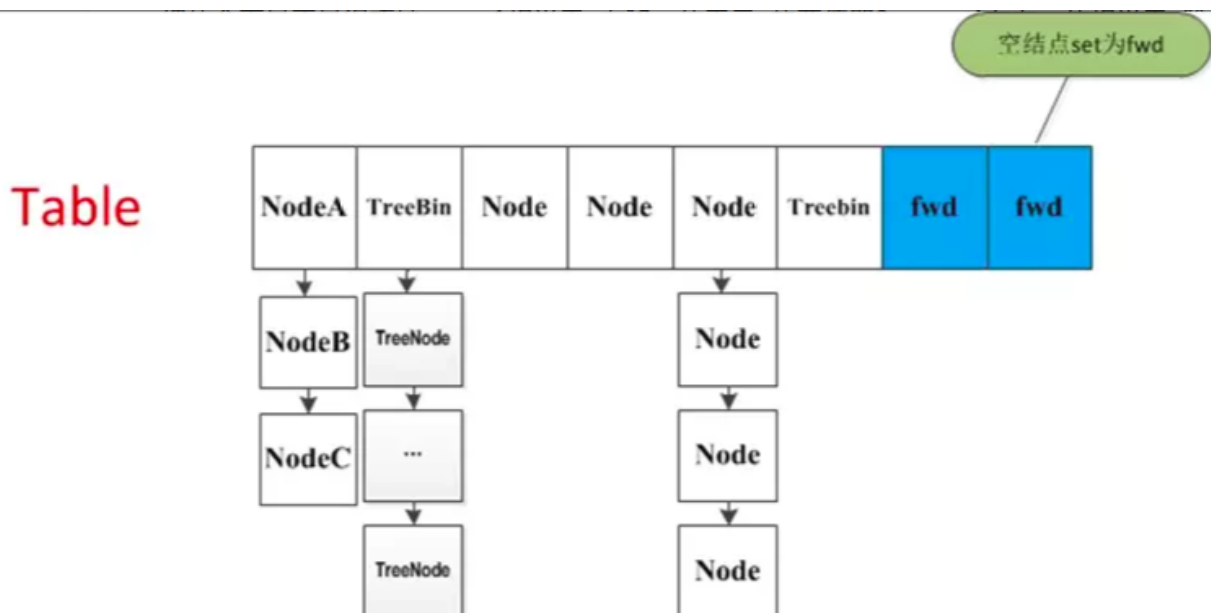 空结点set为fwd
Table
NodeA TreeBin Node Node Node Treebin fwd fwd
NodeB TreeNode Node
NodeC ... Node
TreeNode Node